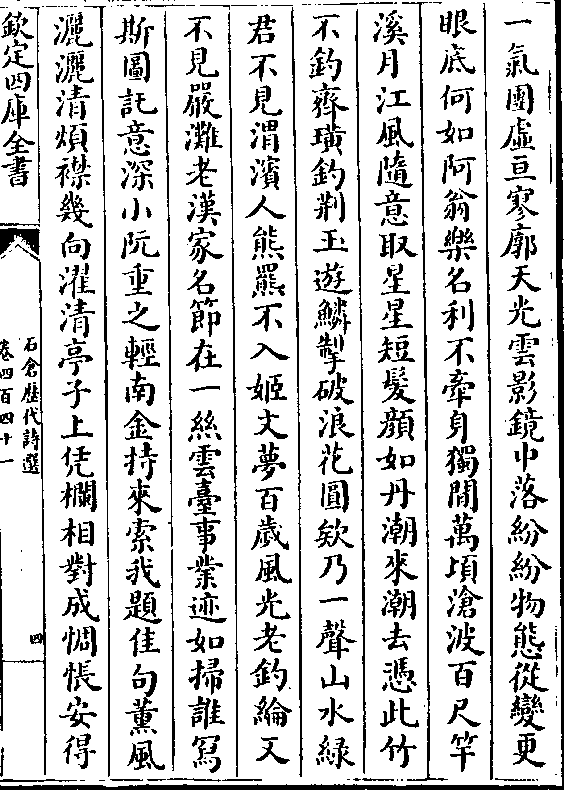 一氣團虛亘寥廓天光雲影鏡中落紛紛物態從變更
眼底何如阿翁樂名利不牽身獨閒萬頃滄波百尺竿
溪月江風隨意取星星短髮顔如丹潮來潮去憑此竹
不釣齊璜釣荆玉遊鱗掣破浪花圓欸乃一聲山水緑
君不見渭濱人熊羆不入姬文夢百歲風光老釣綸又
不見嚴灘老漢家名節在一絲雲臺事業迹如掃誰寫
斯圖託意深小阮重之輕南金持來索我題佳句薫風
灑灑清煩襟幾向濯清亭子上凭欄相對成惆悵安得
欽定四庫全書
石倉歷代詩選
卷四百四十一
四